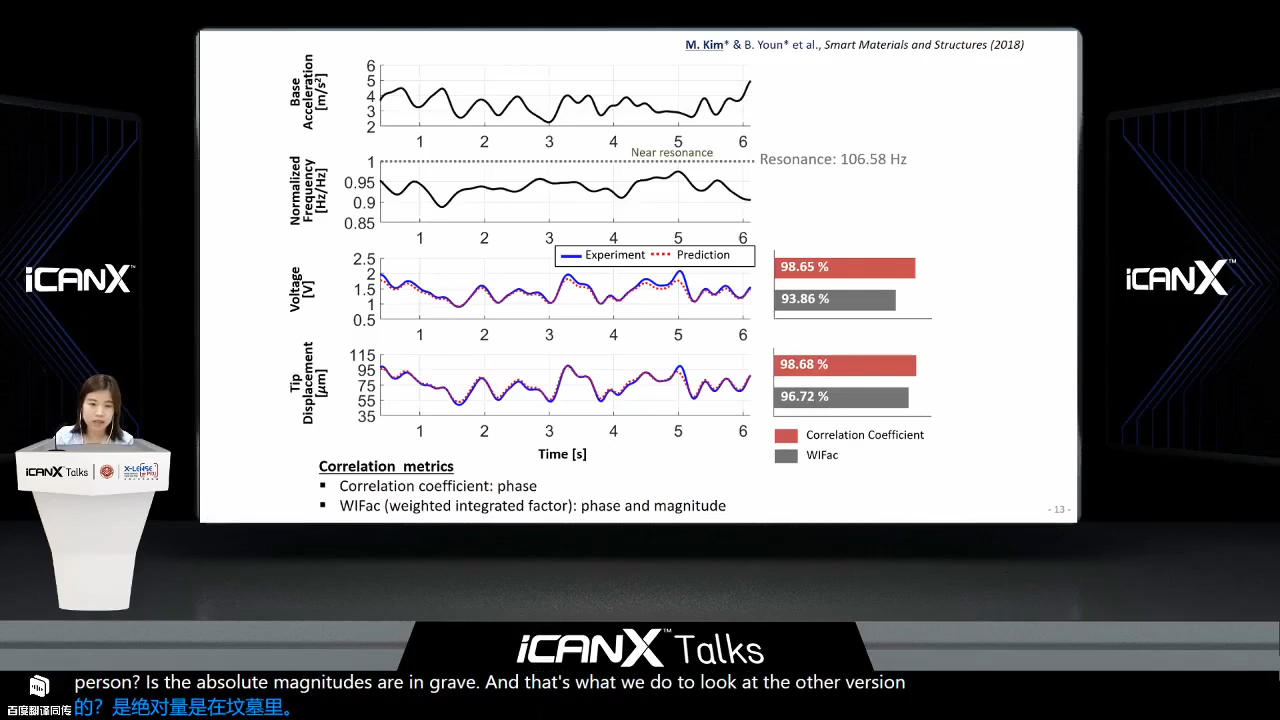 M. Kim* & B. Youn* et al., Smart Materials and Structures (2018)
Base Acceleration [m/s²]
6
5
4
3
2
1 2 3 4 5 6
Near resonance
Resonance: 106.58 Hz
Normalized Frequency [Hz/Hz]
1
0.95
0.9
0.85
1 2 3 4 5 6
Experiment Prediction
Voltage [V]
2.5
2
1.5
1
0.5
1 2 3 4 5 6
98.65 %
93.86 %
Tip Displacement [μm]
115
95
75
55
35
1 2 3 4 5 6
Time [s]
98.68 %
96.72 %
Correlation Coefficient
WIFac
Correlation metrics
▪ Correlation coefficient: phase
▪ WIFac (weighted integrated factor): phase and magnitude
- 13 -
iCANX™
iCANX™
iCANX Talks X-LENSE
iCANX™ Talks
person? Is the absolute magnitudes are in grave. And that's what we do to look at the other version
百度翻译同传 的？是绝对量是在坟墓里。